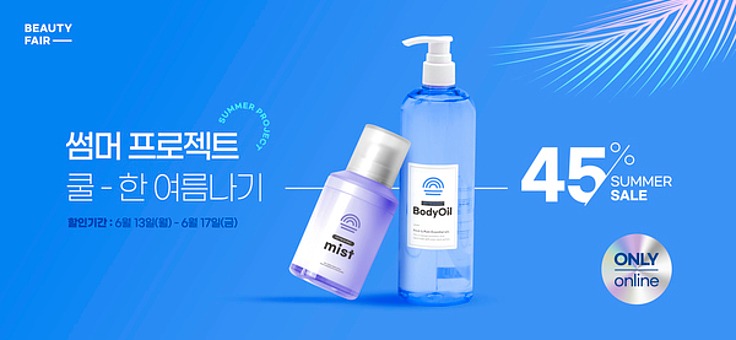 BEAUTY
FAIR
SUMMER PROJECT
썸머 프로젝트
쿨 - 한 여름나기
할인기간 : 6월 13일(월) - 6월 17일(금)
mist
BodyOil
45%
SUMMER
SALE
ONLY
online